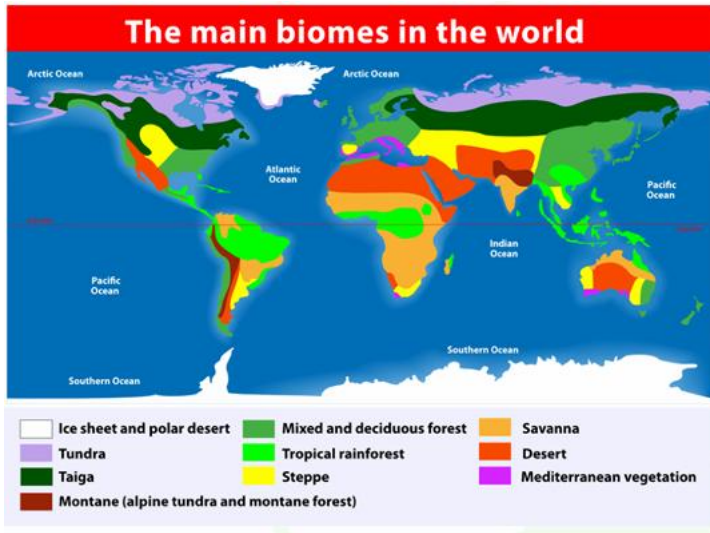 The main biomes in the world
Arctic Ocean
Arctic Ocean
Atlantic
Ocean
Pacific
Ocean
Indian
Ocean
Pacific
Ocean
Southern Ocean
Southern Ocean
Ice sheet and polar desert
Mixed and deciduous forest
Savanna
Tundra
Tropical rainforest
Desert
Taiga
Steppe
Mediterranean vegetation
Montane (alpine tundra and montane forest)